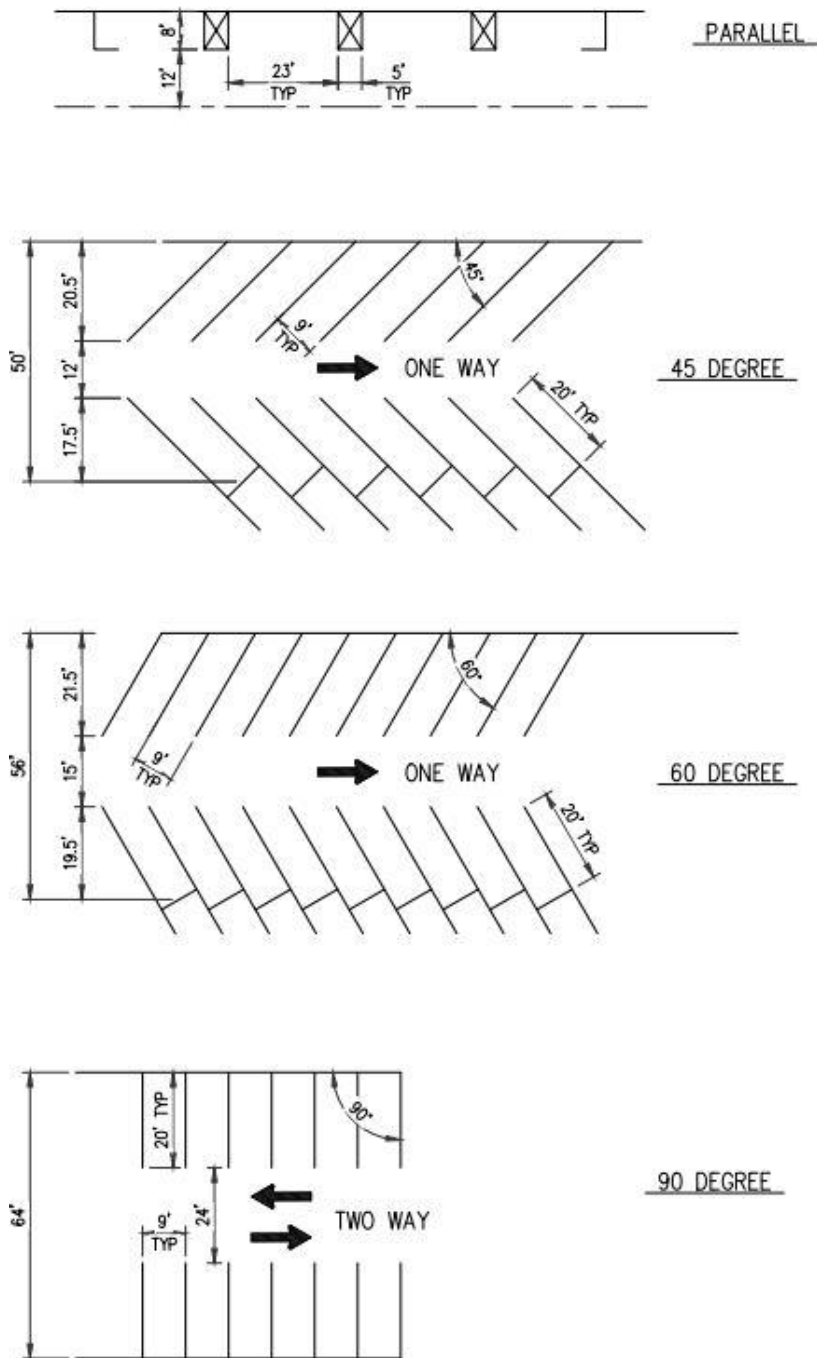 8'
12'
23'
TYP
5'
TYP
PARALLEL
50'
20.5'
12'
17.5'
45°
9'
TYP
ONE WAY
20' TYP
45 DEGREE
56'
21.5'
15'
19.5'
60°
9'
TYP
ONE WAY
20' TYP
60 DEGREE
64'
20' TYP
90°
9'
TYP
24'
TWO WAY
90 DEGREE